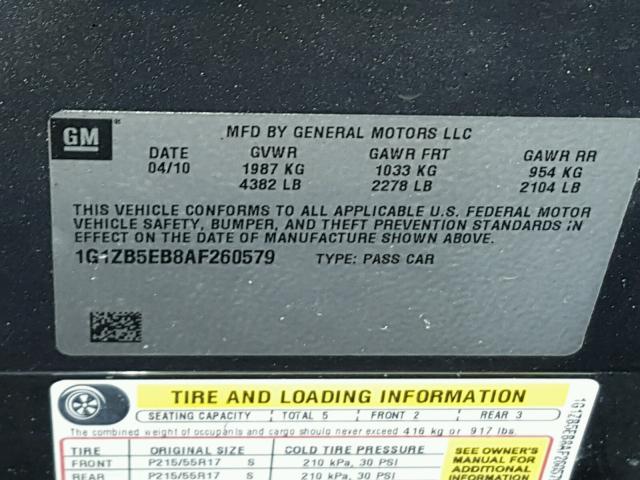 GM
MFD BY GENERAL MOTORS LLC
DATE GVWR GAWR FRT GAWR RR
04/10 1987 KG 1033 KG 954 KG
4382 LB 2278 LB 2104 LB
THIS VEHICLE CONFORMS TO ALL APPLICABLE U.S. FEDERAL MOTOR
VEHICLE SAFETY, BUMPER, AND THEFT PREVENTION STANDARDS IN
EFFECT ON THE DATE OF MANUFACTURE SHOWN ABOVE.
1G1ZB5EB8AF260579 TYPE: PASS CAR
TIRE AND LOADING INFORMATION
SEATING CAPACITY TOTAL 5 FRONT 2 REAR 3
The combined weight of occupants and cargo should never exceed 416 kg or 917 lbs.
TIRE ORIGINAL SIZE COLD TIRE PRESSURE
FRONT P215/55R17 S 210 kPa, 30 PSI
REAR P215/55R17 S 210 kPa, 30 PSI
SEE OWNER'S
MANUAL FOR
ADDITIONAL
1G1ZB5EB8AF26057